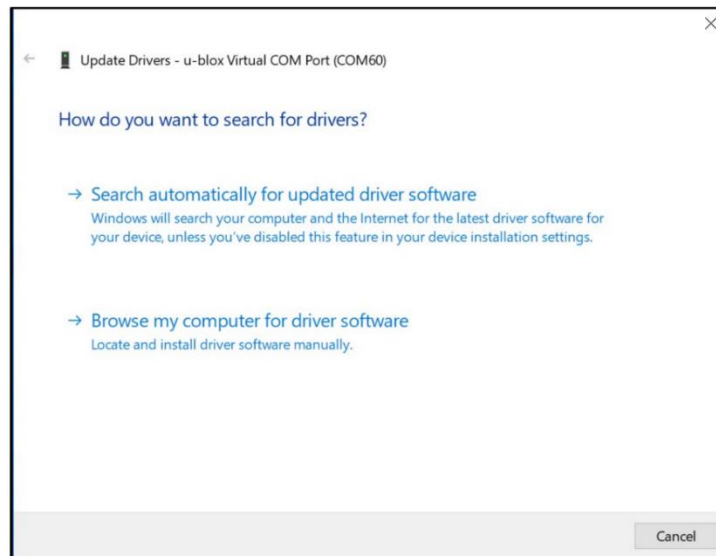 Update Drivers - u-blox Virtual COM Port (COM60)
How do you want to search for drivers?
→ Search automatically for updated driver software
Windows will search your computer and the Internet for the latest driver software for
your device, unless you've disabled this feature in your device installation settings.
→ Browse my computer for driver software
Locate and install driver software manually.
Cancel